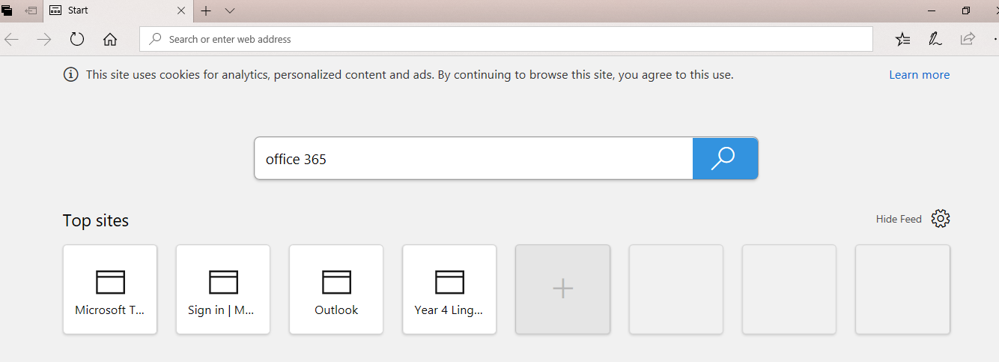 Start
Search or enter web address
This site uses cookies for analytics, personalized content and ads. By continuing to browse this site, you agree to this use.
Learn more
office 365
Top sites
Hide Feed
Microsoft T...
Sign in | M...
Outlook
Year 4 Ling...